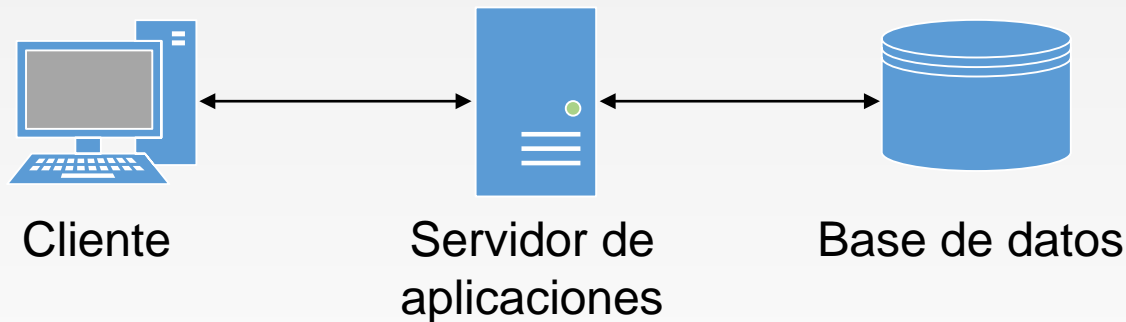 Cliente
Servidor de
aplicaciones
Base de datos